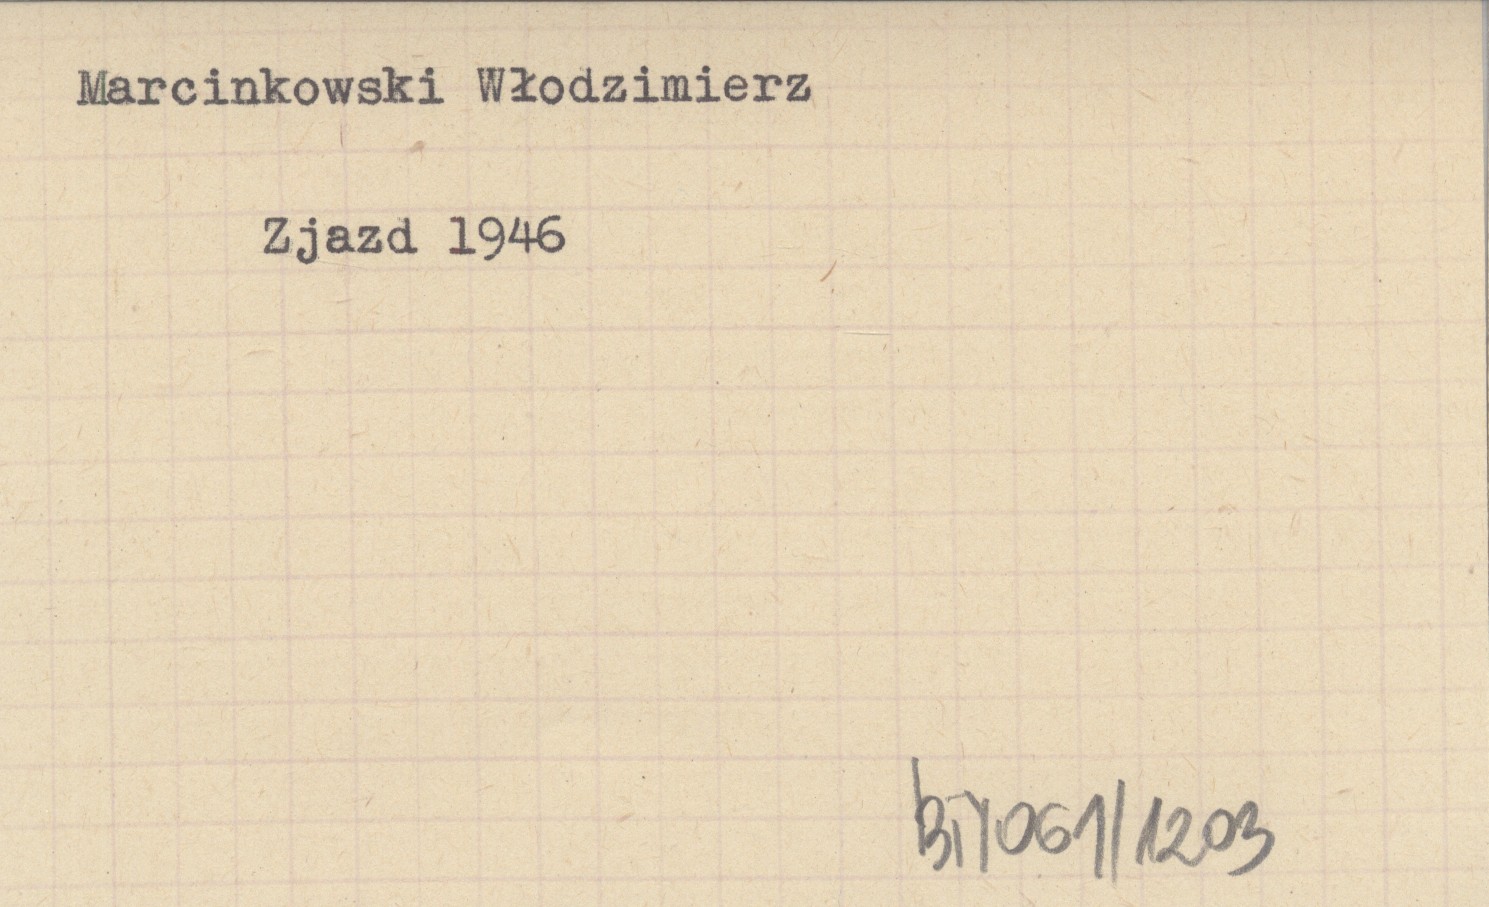 Marcinkowski Włodzimierz
Zjazd 1946
BiY061/1203